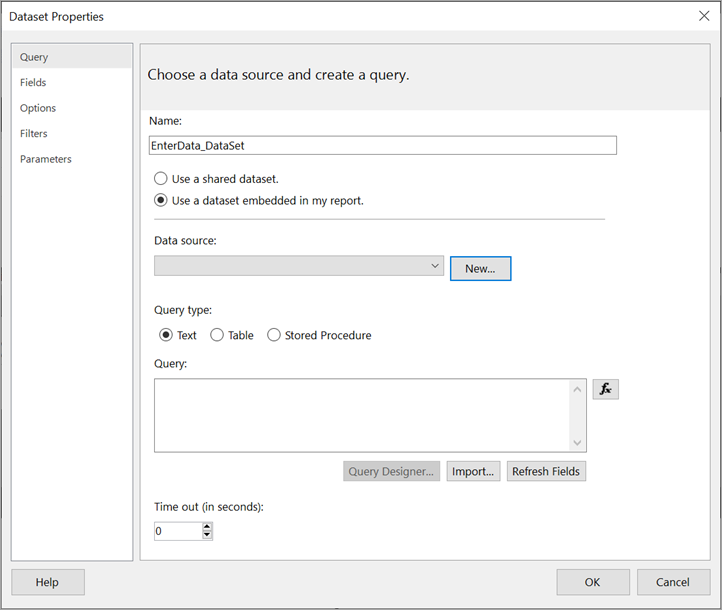 Dataset Properties
Query
Fields
Options
Filters
Parameters
Choose a data source and create a query.
Name:
EnterData_DataSet
Use a shared dataset.
Use a dataset embedded in my report.
Data source:
New...
Query type:
Text Table Stored Procedure
Query:
fx
Query Designer... Import... Refresh Fields
Time out (in seconds):
0
Help OK Cancel